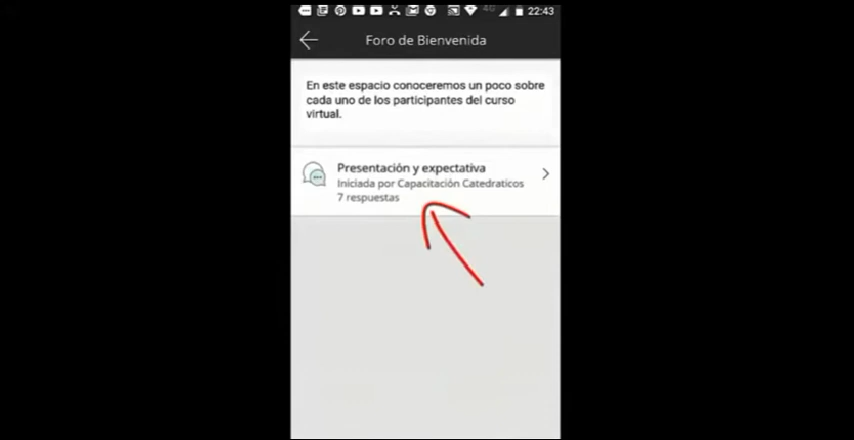 4G 22:43
Foro de Bienvenida
En este espacio conoceremos un poco sobre
cada uno de los participantes del curso
virtual.
Presentación y expectativa
Iniciada por Capacitación Catedraticos
7 respuestas